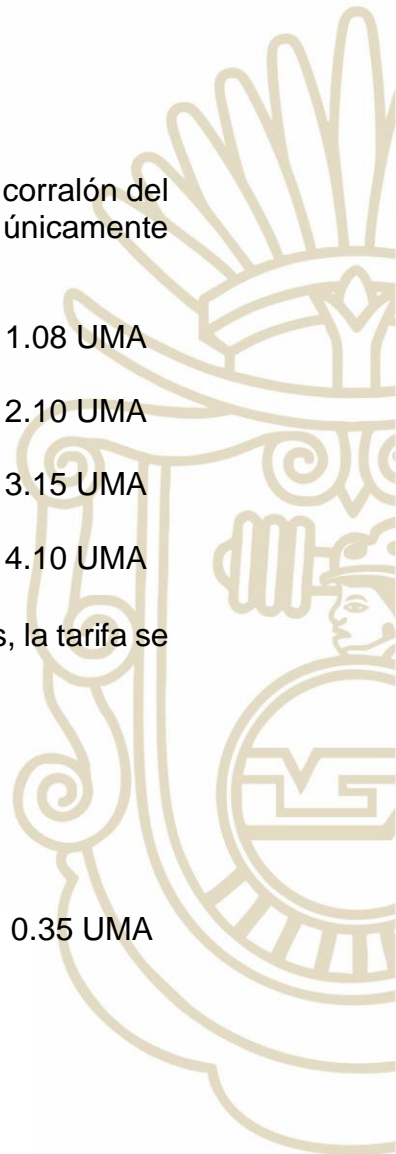 corralón del
únicamente
1.08 UMA
2.10 UMA
3.15 UMA
4.10 UMA
s, la tarifa se
0.35 UMA